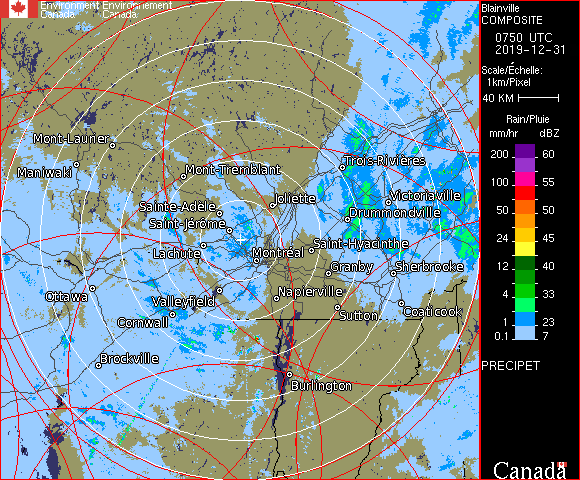 Environment Environnement
Canada Canada
Blainville
COMPOSITE
0750 UTC
2019-12-31
Scale/Échelle:
1km/Pixel
40 KM
Rain/Pluie
mm/hr dBZ
200 60
100 55
50 50
24 45
12 40
8 33
4 30
1 23
0.1 7
PRECIPET
Canada
Mont-Laurier
Maniwaki
Mont-Tremblant
Trois-Rivières
Joliette
Victoriaville
Sainte-Adèle
Drummondville
Saint-Jérôme
Lachute
Montréal
Saint-Hyacinthe
Granby
Sherbrooke
Ottawa
Valleyfield
Napierville
Cornwall
Sutton
Coaticook
Brockville
Burlington